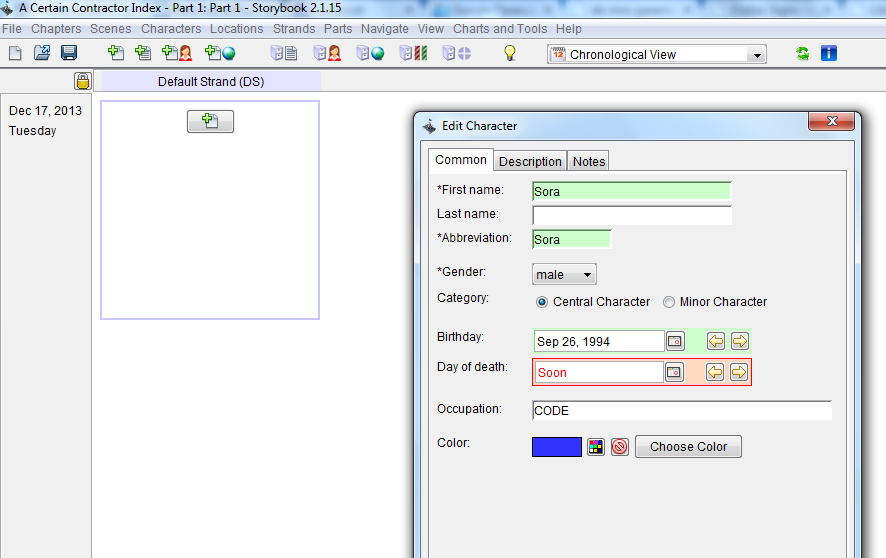 A Certain Contractor Index - Part 1: Part 1 - Storybook 2.1.15
File Chapters Scenes Characters Locations Strands Parts Navigate View Charts and Tools Help
12 Chronological View
Default Strand (DS)
Dec 17, 2013
Tuesday
Edit Character
Common Description Notes
*First name: Sora
Last name:
*Abbreviation: Sora
*Gender: male
Category: Central Character Minor Character
Birthday: Sep 26, 1994
Day of death: Soon
Occupation: CODE
Color: Choose Color